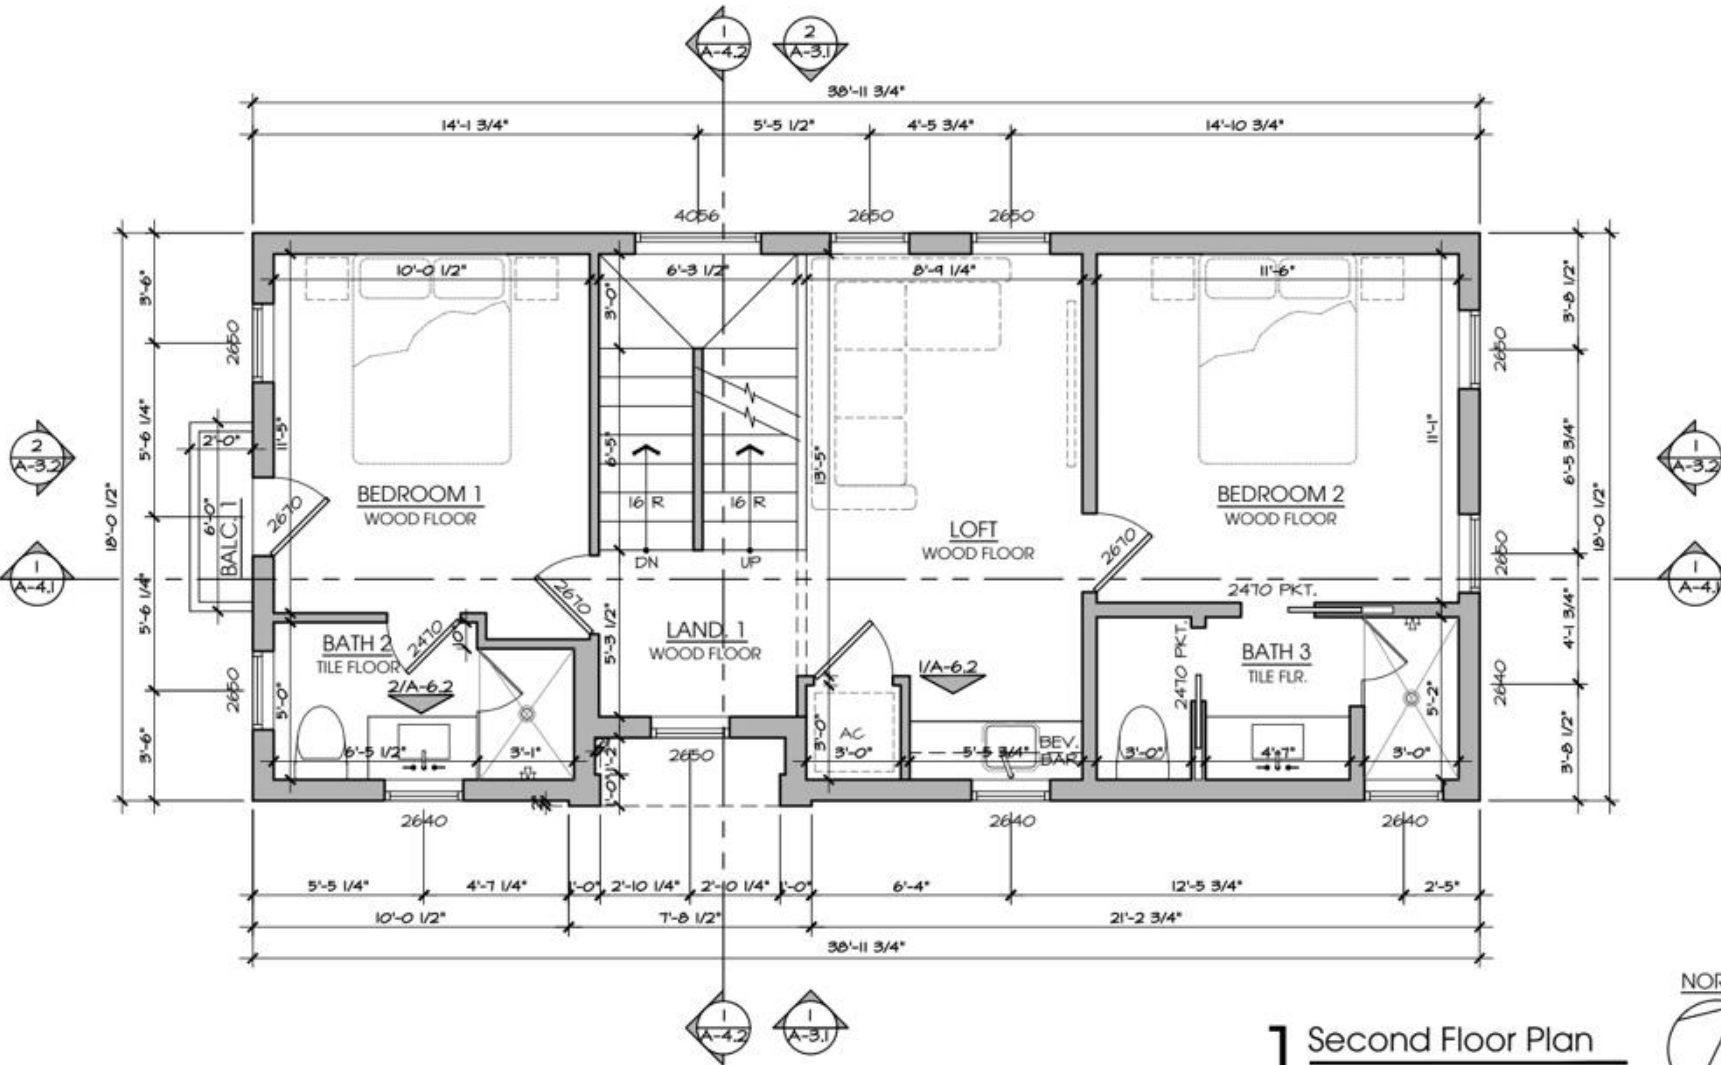 1
A-4.2
2
A-3.1
38'-11 3/4"
14'-1 3/4"
5'-5 1/2"
4'-5 3/4"
14'-10 3/4"
4056
2650
2650
10'-0 1/2"
6'-3 1/2"
8'-9 1/4"
11'-6"
3'-6"
3'-0"
3'-8 1/2"
2650
2650
5'-6 1/4"
11'-5"
6'-5"
13'-5"
11'-1"
6'-5 3/4"
2'-0"
2
A-3.2
1
A-3.2
18'-0 1/2"
6'-0"
BALC. 1
2670
BEDROOM 1
WOOD FLOOR
16 R
16 R
DN
UP
LOFT
WOOD FLOOR
2670
BEDROOM 2
WOOD FLOOR
2650
18'-0 1/2"
1
A-4.1
1
A-4.1
5'-6 1/4"
2670
2470 PKT.
BATH 2
TILE FLOOR
2470
10"
2/A-6.2
5'-3 1/2"
LAND. 1
WOOD FLOOR
1/A-6.2
2470 PKT.
BATH 3
TILE FLR.
4'-1 3/4"
2650
2640
5'-0"
5'-2"
3'-6"
6'-5 1/2"
3'-1"
1'-2"
2650
3'-0"
AC
3'-0"
5'-5 3/4"
BEV.
BAR
3'-0"
4'-7"
3'-0"
3'-8 1/2"
1'-0"
2640
2640
2640
5'-5 1/4"
4'-7 1/4"
1'-0"
2'-10 1/4"
2'-10 1/4"
1'-0"
6'-4"
12'-5 3/4"
2'-5"
10'-0 1/2"
7'-8 1/2"
21'-2 3/4"
38'-11 3/4"
1
A-4.2
1
A-3.1
1 Second Floor Plan